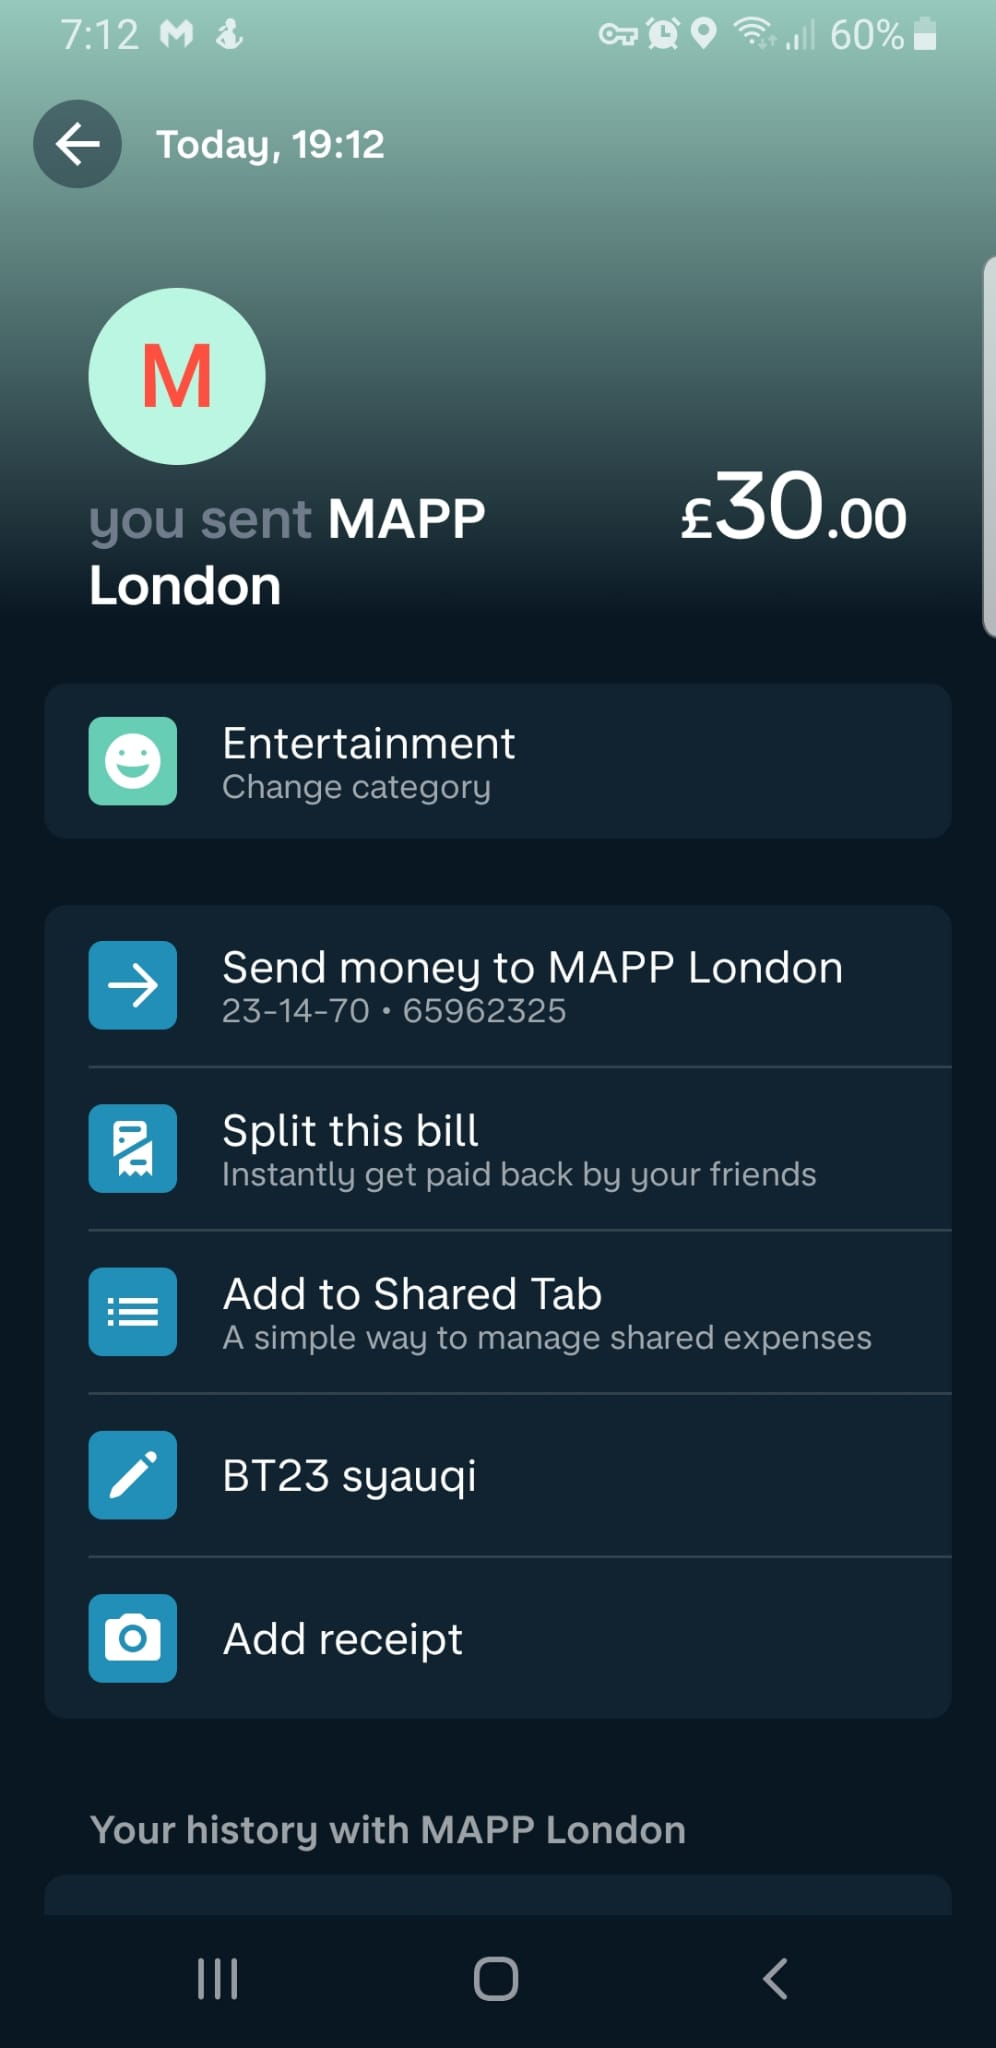 7:12 60%
Today, 19:12
M
you sent MAPP London £30.00
Entertainment
Change category
Send money to MAPP London
23-14-70 • 65962325
Split this bill
Instantly get paid back by your friends
Add to Shared Tab
A simple way to manage shared expenses
BT23 syauqi
Add receipt
Your history with MAPP London